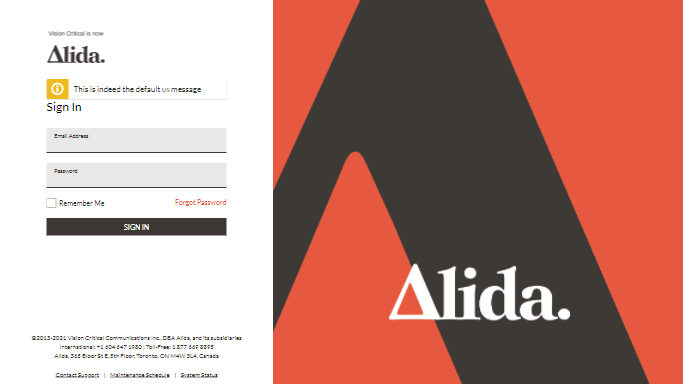 Vision Critical is now
Alida.
This is indeed the default us message
Sign In
Email Address
Password
Remember Me
Forgot Password
SIGN IN
©2013-2021 Vision Critical Communications Inc., DBA Alida, and its subsidiaries
International: +1 604 647 1980 | Toll-Free: 1 877 669 8895
Alida, 365 Bloor St E, 5th Floor, Toronto, ON M4W 3L4, Canada
Contact Support | Maintenance Schedule | System Status
Alida.